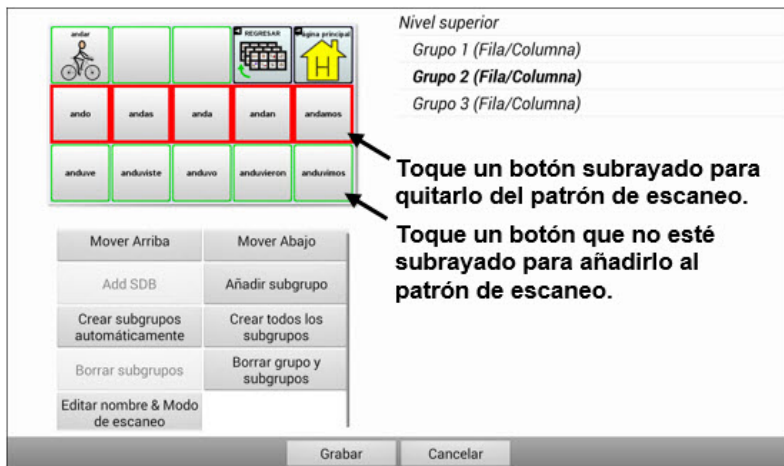 andar
REGRESAR
Página principal
H
ando andas anda andan andamos
anduve anduviste anduvo anduvieron anduvimos
Nivel superior
Grupo 1 (Fila/Columna)
Grupo 2 (Fila/Columna)
Grupo 3 (Fila/Columna)
Toque un botón subrayado para
quitarlo del patrón de escaneo.
Toque un botón que no esté
subrayado para añadirlo al
patrón de escaneo.
Mover Arriba
Mover Abajo
Add SDB
Añadir subgrupo
Crear subgrupos
automáticamente
Crear todos los
subgrupos
Borrar subgrupos
Borrar grupo y
subgrupos
Editar nombre & Modo
de escaneo
Grabar
Cancelar